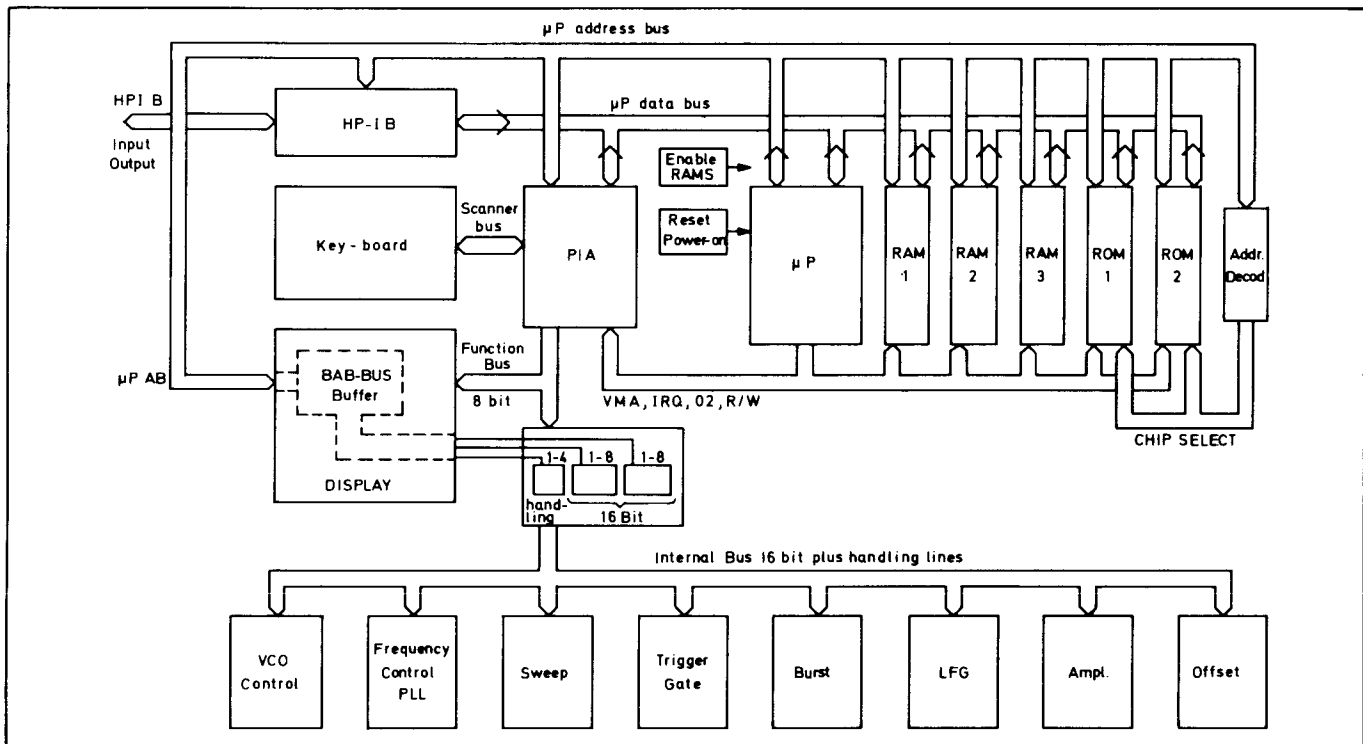 µP address bus
HPIB
Input
Output
HP-IB
µP data bus
Enable
RAMS
Reset
Power-on
Key-board
Scanner
bus
PIA
µP
RAM
1
RAM
2
RAM
3
ROM
1
ROM
2
Addr.
Decod
µP AB
BAB-BUS
Buffer
DISPLAY
Function
Bus
8 bit
VMA, IRQ, 02, R/W
CHIP SELECT
1-4
1-8
1-8
hand-
ling
16 Bit
Internal Bus 16 bit plus handling lines
VCO
Control
Frequency
Control
PLL
Sweep
Trigger
Gate
Burst
LFG
Ampl.
Offset